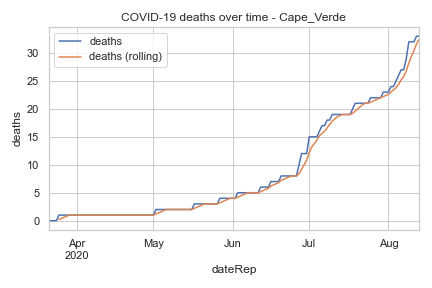 COVID-19 deaths over time - Cape_Verde
deaths
deaths (rolling)
30
25
20
15
10
5
0
deaths
Apr
2020
May
Jun
Jul
Aug
dateRep